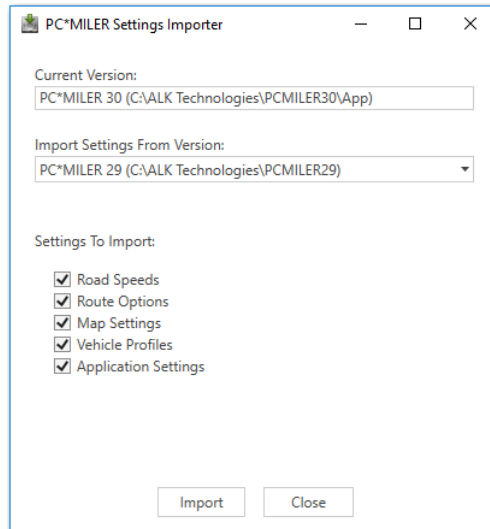 PC*MILER Settings Importer
Current Version:
PC*MILER 30 (C:\ALK Technologies\PCMILER30\App)
Import Settings From Version:
PC*MILER 29 (C:\ALK Technologies\PCMILER29)
Settings To Import:
Road Speeds
Route Options
Map Settings
Vehicle Profiles
Application Settings
Import Close